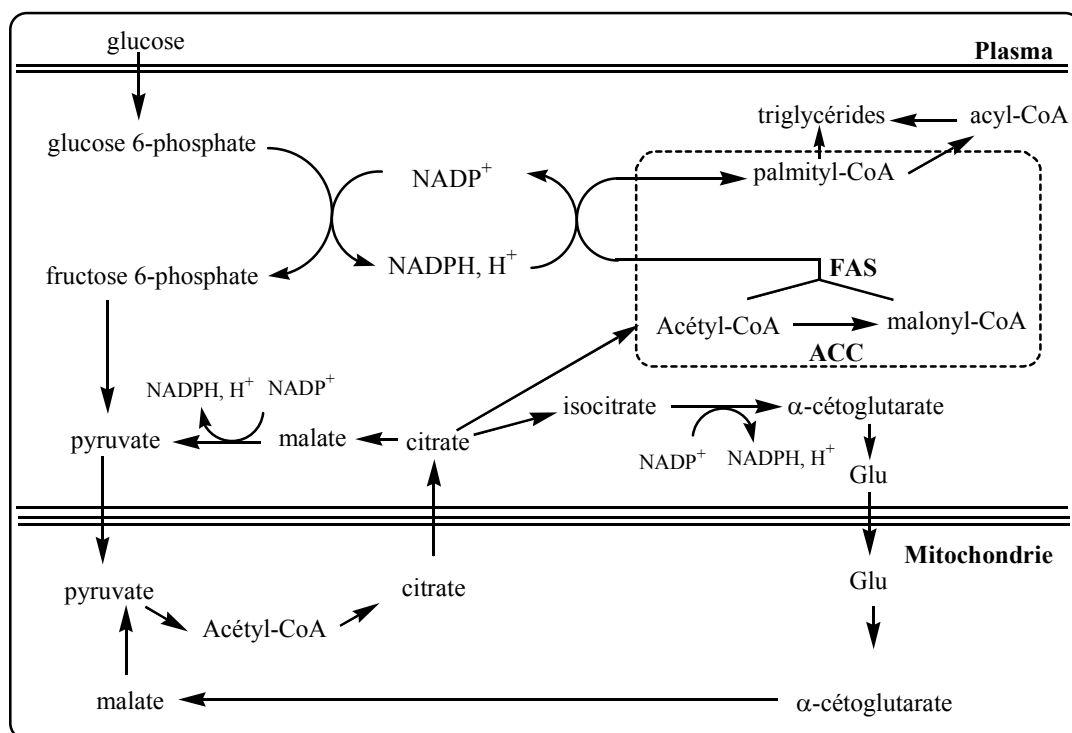 glucose
Plasma
triglycérides acyl-CoA
glucose 6-phosphate
NADP⁺ palmityl-CoA
fructose 6-phosphate NADPH, H⁺ FAS
Acétyl-CoA malonyl-CoA
ACC
NADPH, H⁺ NADP⁺ isocitrate α-cétoglutarate
pyruvate malate citrate
NADP⁺ NADPH, H⁺
Glu
Mitochondrie
pyruvate citrate Glu
Acétyl-CoA
malate α-cétoglutarate